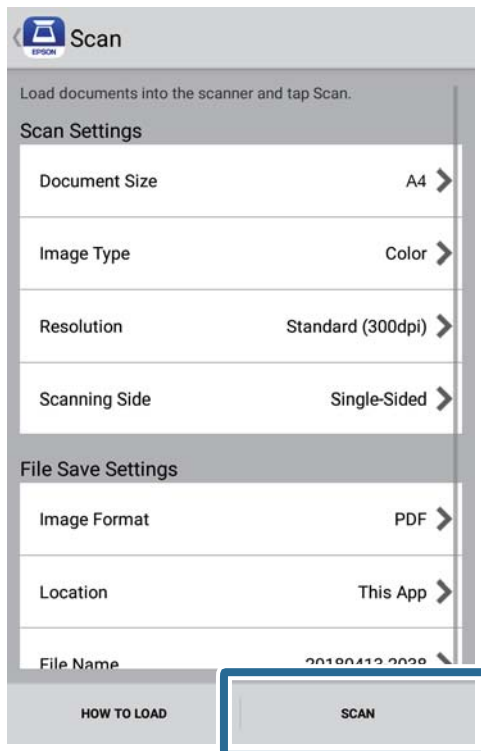 EPSON
Scan
Load documents into the scanner and tap Scan.
Scan Settings
Document Size A4
Image Type Color
Resolution Standard (300dpi)
Scanning Side Single-Sided
File Save Settings
Image Format PDF
Location This App
File Name 20180413 2038
HOW TO LOAD SCAN